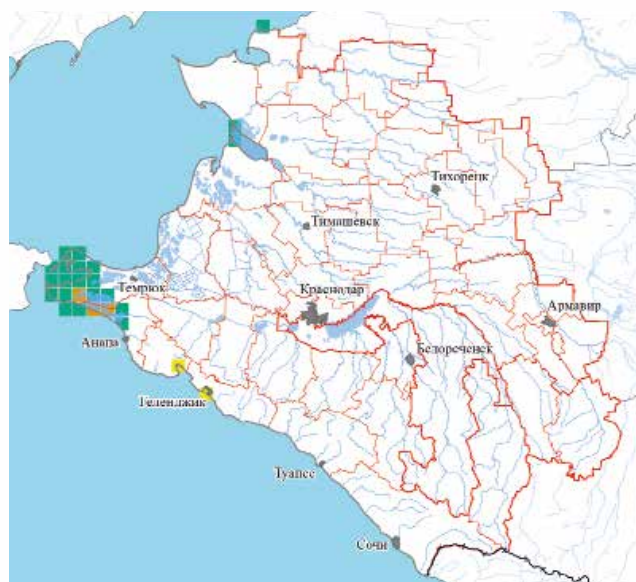 Тихорецк
Тимашевск
Краснодар
Темрюк
Армавир
Анапа
Белореченск
Геленджик
Туапсе
Сочи